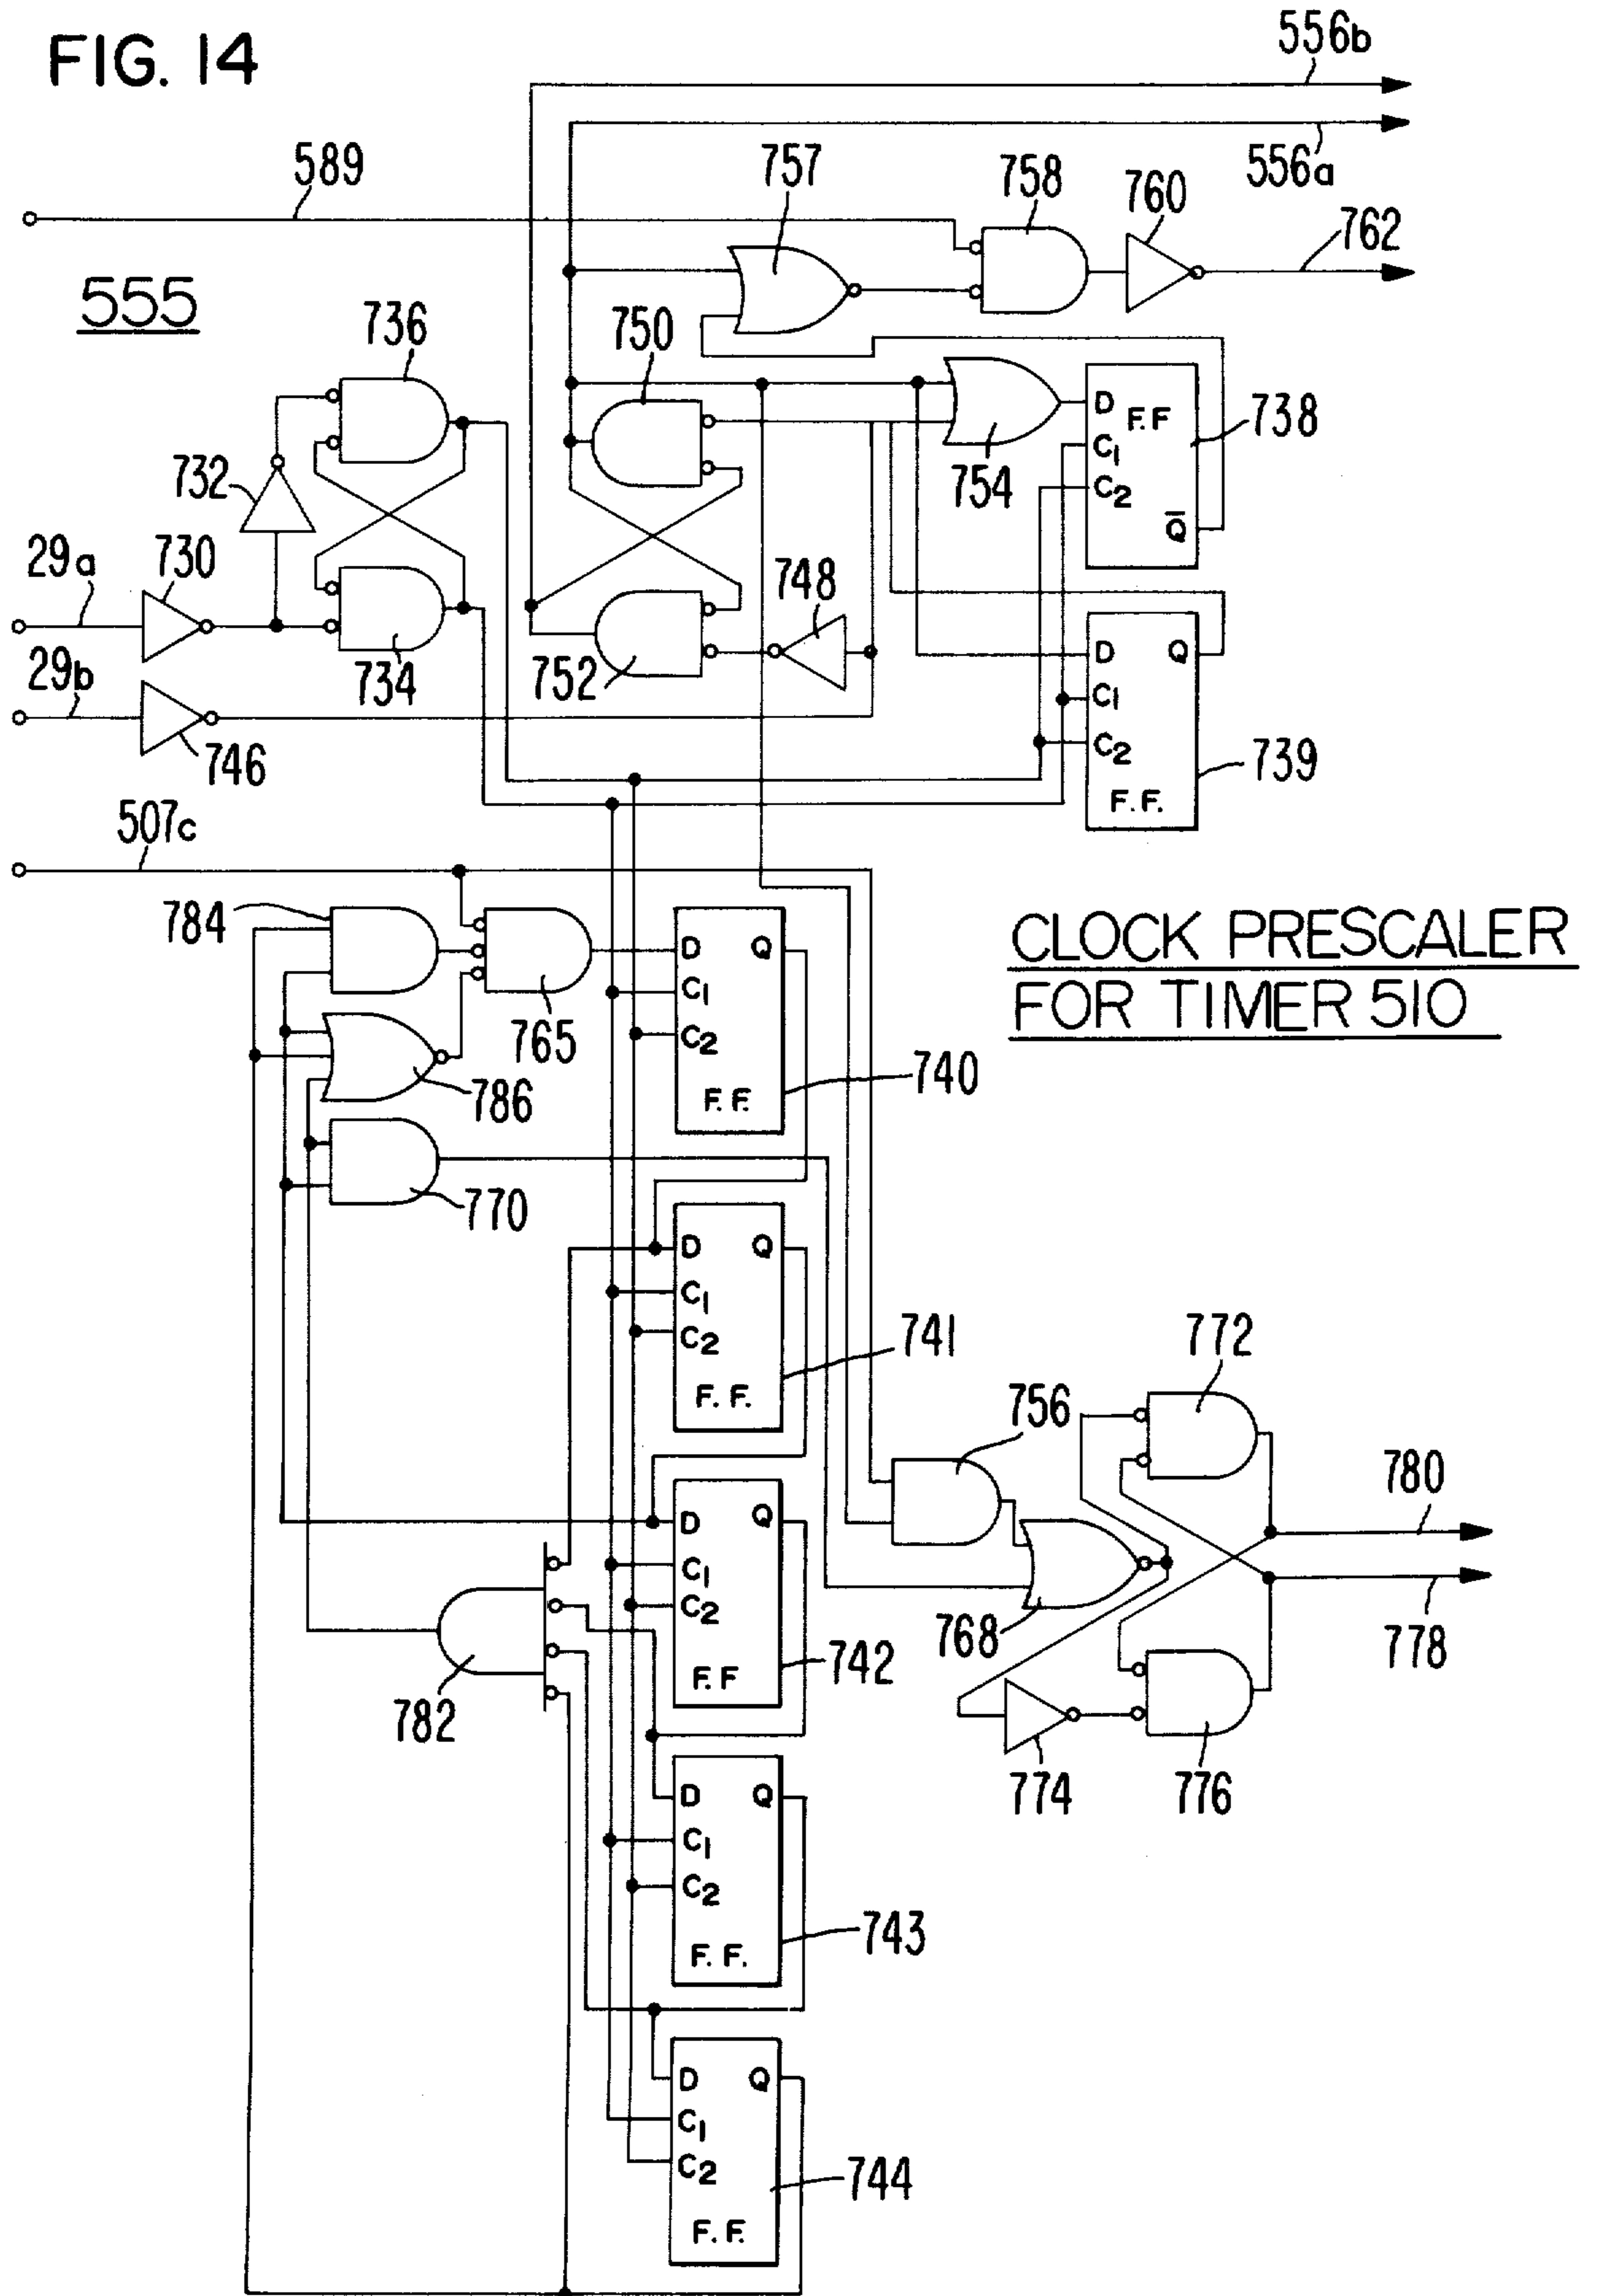 FIG. 14
556b
556a
589
757
758
760
762
555
736
750
738
D F.F
C1
C2
Q̅
754
732
730
29a
734
29b
746
748
752
D Q
C1
C2
F.F.
739
507c
784
765
786
770
D Q
C1
C2
F.F.
740
CLOCK PRESCALER
FOR TIMER 510
D Q
C1
C2
F.F.
741
756
772
780
778
768
774
776
D Q
C1
C2
F.F
742
782
D Q
C1
C2
F.F.
743
D Q
C1
C2
F.F.
744